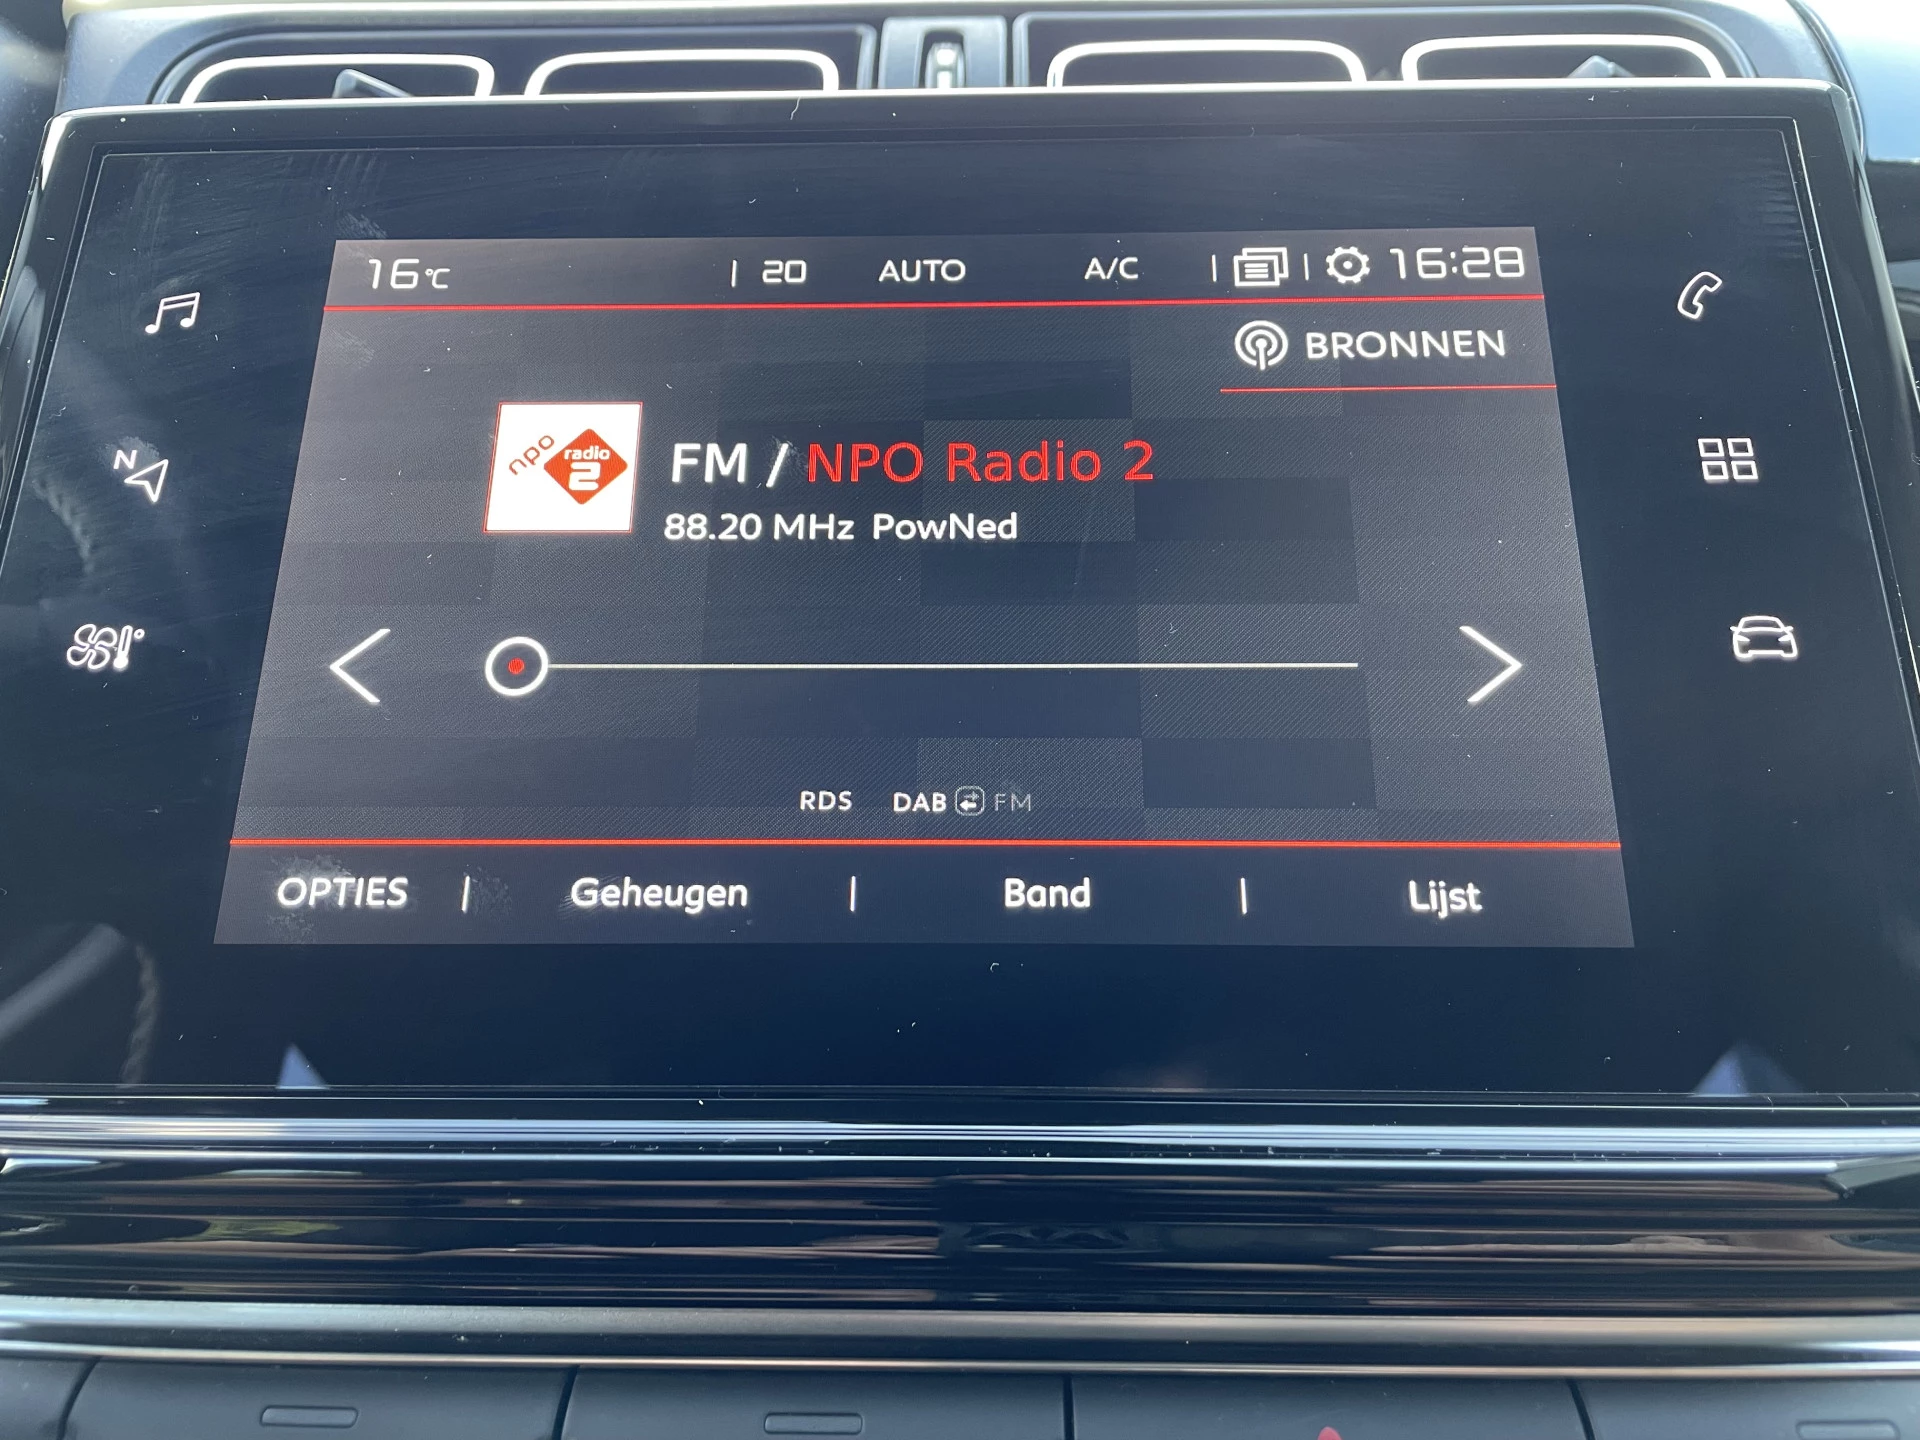 16°C | 20 AUTO A/C | | 16:28
BRONNEN
npo radio 2
FM / NPO Radio 2
88.20 MHz PowNed
N
RDS DAB FM
OPTIES | Geheugen | Band | Lijst